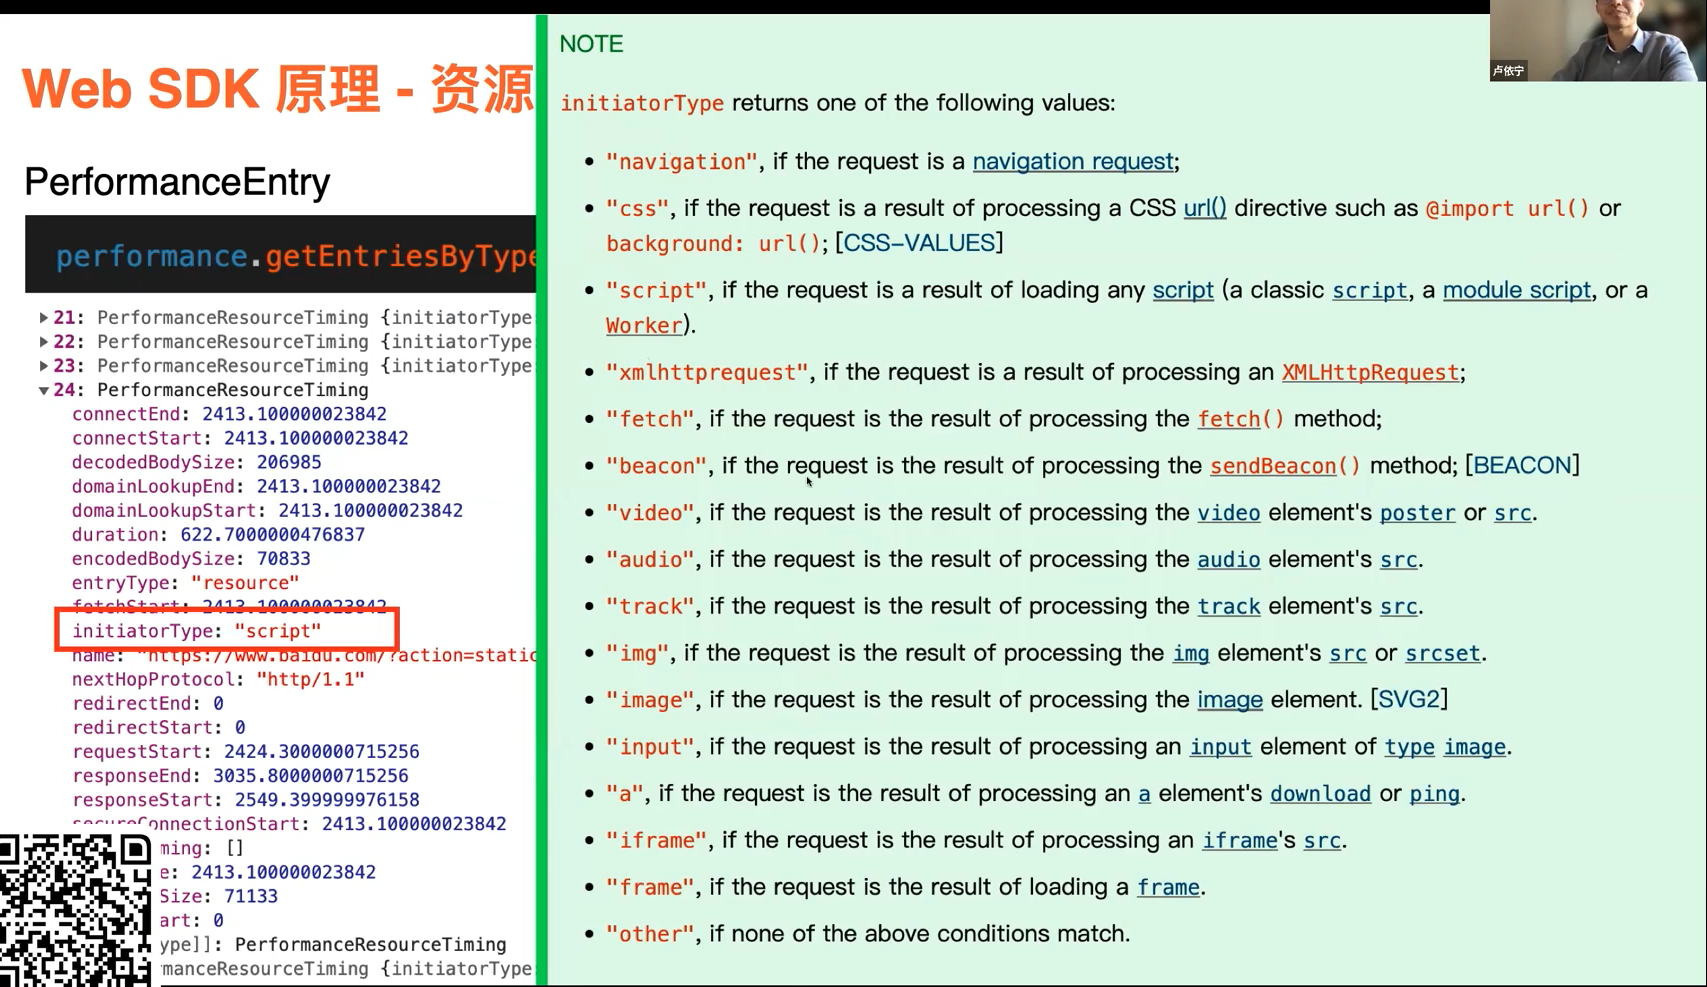 Web SDK 原理 - 资源
PerformanceEntry
performance.getEntriesByType
21: PerformanceResourceTiming {initiatorType:
22: PerformanceResourceTiming {initiatorType:
23: PerformanceResourceTiming {initiatorType:
24: PerformanceResourceTiming
connectEnd: 2413.100000023842
connectStart: 2413.100000023842
decodedBodySize: 206985
domainLookupEnd: 2413.100000023842
domainLookupStart: 2413.100000023842
duration: 622.7000000476837
encodedBodySize: 70833
entryType: "resource"
fetchStart: 2413.100000023842
initiatorType: "script"
name: "https://www.baidu.com/?action=static
nextHopProtocol: "http/1.1"
redirectEnd: 0
redirectStart: 0
requestStart: 2424.3000000715256
responseEnd: 3035.8000000715256
responseStart: 2549.399999976158
secureConnectionStart: 2413.100000023842
ming: []
e: 2413.100000023842
Size: 71133
art: 0
ype]]: PerformanceResourceTiming
manceResourceTiming {initiatorType:
NOTE
initiatorType returns one of the following values:
• "navigation", if the request is a navigation request;
• "css", if the request is a result of processing a CSS url() directive such as @import url() or
background: url(); [CSS-VALUES]
• "script", if the request is a result of loading any script (a classic script, a module script, or a
Worker).
• "xmlhttprequest", if the request is a result of processing an XMLHttpRequest;
• "fetch", if the request is the result of processing the fetch() method;
• "beacon", if the request is the result of processing the sendBeacon() method; [BEACON]
• "video", if the request is the result of processing the video element's poster or src.
• "audio", if the request is the result of processing the audio element's src.
• "track", if the request is the result of processing the track element's src.
• "img", if the request is the result of processing the img element's src or srcset.
• "image", if the request is the result of processing the image element. [SVG2]
• "input", if the request is the result of processing an input element of type image.
• "a", if the request is the result of processing an a element's download or ping.
• "iframe", if the request is the result of processing an iframe's src.
• "frame", if the request is the result of loading a frame.
• "other", if none of the above conditions match.
卢依宁